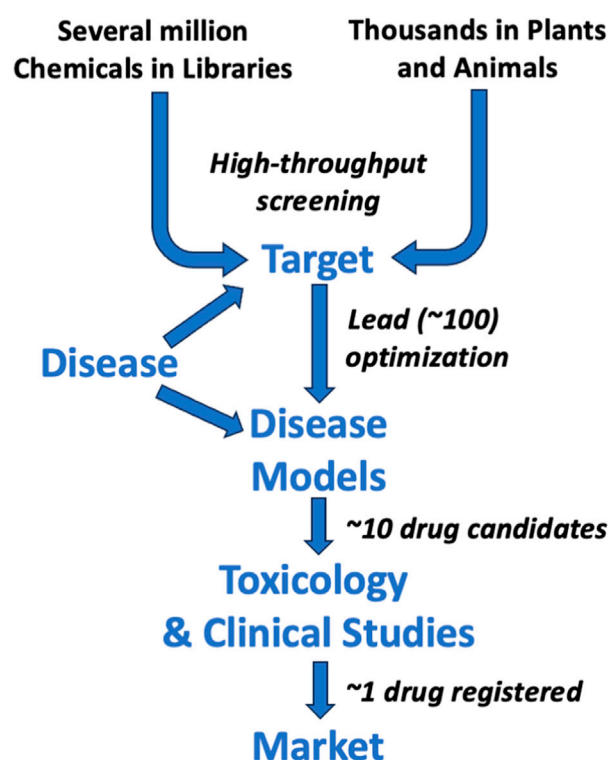 Several million
Chemicals in Libraries
Thousands in Plants
and Animals
High-throughput
screening
Target
Lead (~100)
optimization
Disease
Disease
Models
~10 drug candidates
Toxicology
& Clinical Studies
~1 drug registered
Market